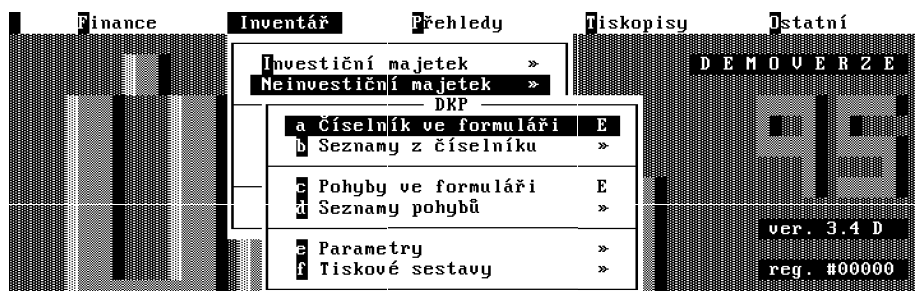 Finance Inventář Přehledy Tiskopisy Ostatní
Investiční majetek »
D E M O V E R Z E
Neinvestiční majetek »
DKP
a Číselník ve formuláři E
b Seznamy z číselníku »
c Pohyby ve formuláři E
d Seznamy pohybů »
ver. 3.4 D
e Parametry »
f Tiskové sestavy »
reg. #00000